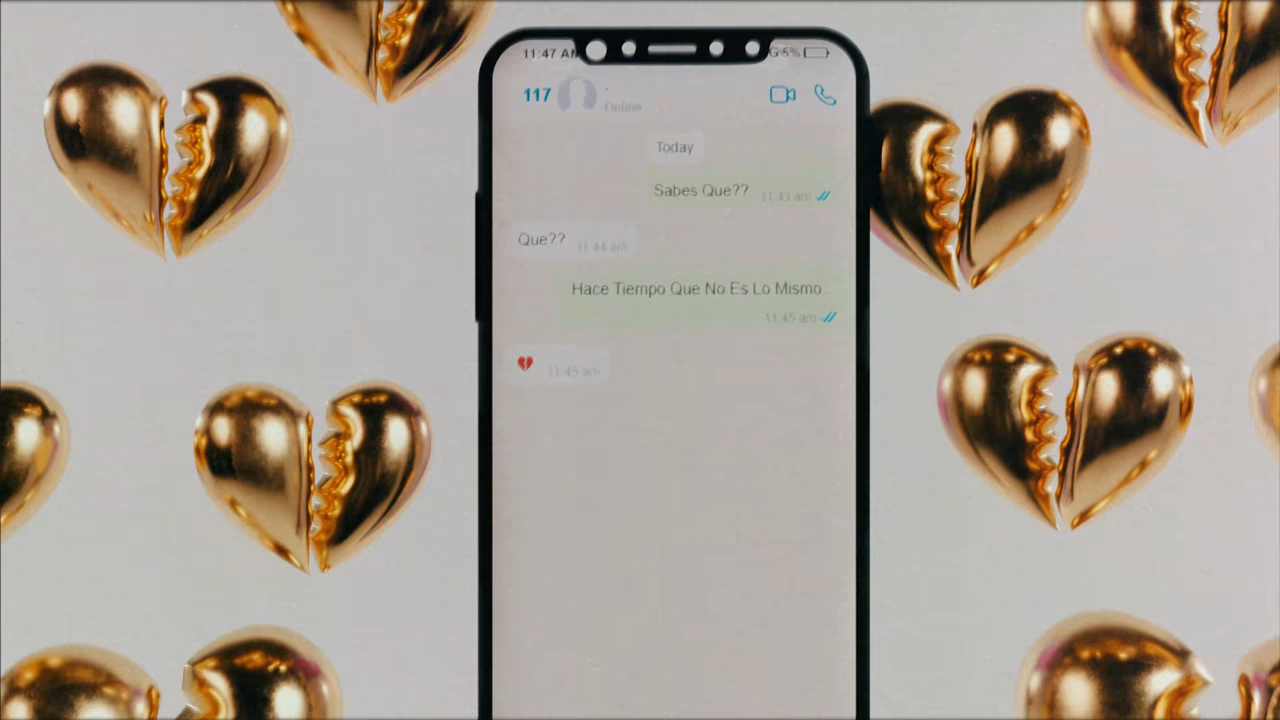 11:47 AM
G 5%
117
Online
Today
Sabes Que??
11:43 am
Que??
11:44 am
Hace Tiempo Que No Es Lo Mismo
11:45 am
11:45 am